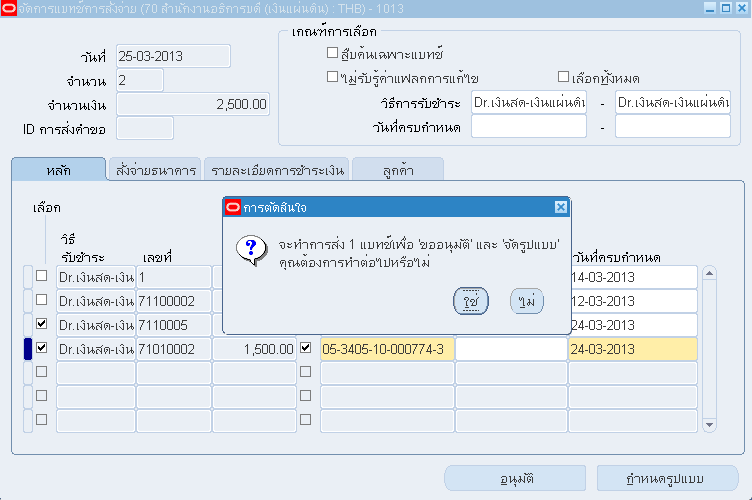 จัดการแบทช์การสั่งจ่าย (70 สำนักงานอธิการบดี (เงินแผ่นดิน) : THB) - 1013
วันที่ 25-03-2013
จำนวน 2
จำนวนเงิน 2,500.00
ID การส่งคำขอ
เกณฑ์การเลือก
สืบค้นเฉพาะแบทช์
ไม่รับรู้ค่าแฟลกการแก้ไข เลือกทั้งหมด
วิธีการรับชำระ Dr.เงินสด-เงินแผ่นดิน - Dr.เงินสด-เงินแผ่นดิน
วันที่ครบกำหนด -
หลัก สั่งจ่ายธนาคาร รายละเอียดการชำระเงิน ลูกค้า
เลือก
วิธี
รับชำระ เลขที่ วันที่ครบกำหนด
การตัดสินใจ
จะทำการส่ง 1 แบทช์เพื่อ 'ขออนุมัติ' และ 'จัดรูปแบบ'
คุณต้องการทำต่อไปหรือไม่
ใช่ ไม่
Dr.เงินสด-เงิน 1 14-03-2013
Dr.เงินสด-เงิน 71100002 12-03-2013
Dr.เงินสด-เงิน 7110005 24-03-2013
Dr.เงินสด-เงิน 71010002 1,500.00 05-3405-10-000774-3 24-03-2013
อนุมัติ กำหนดรูปแบบ